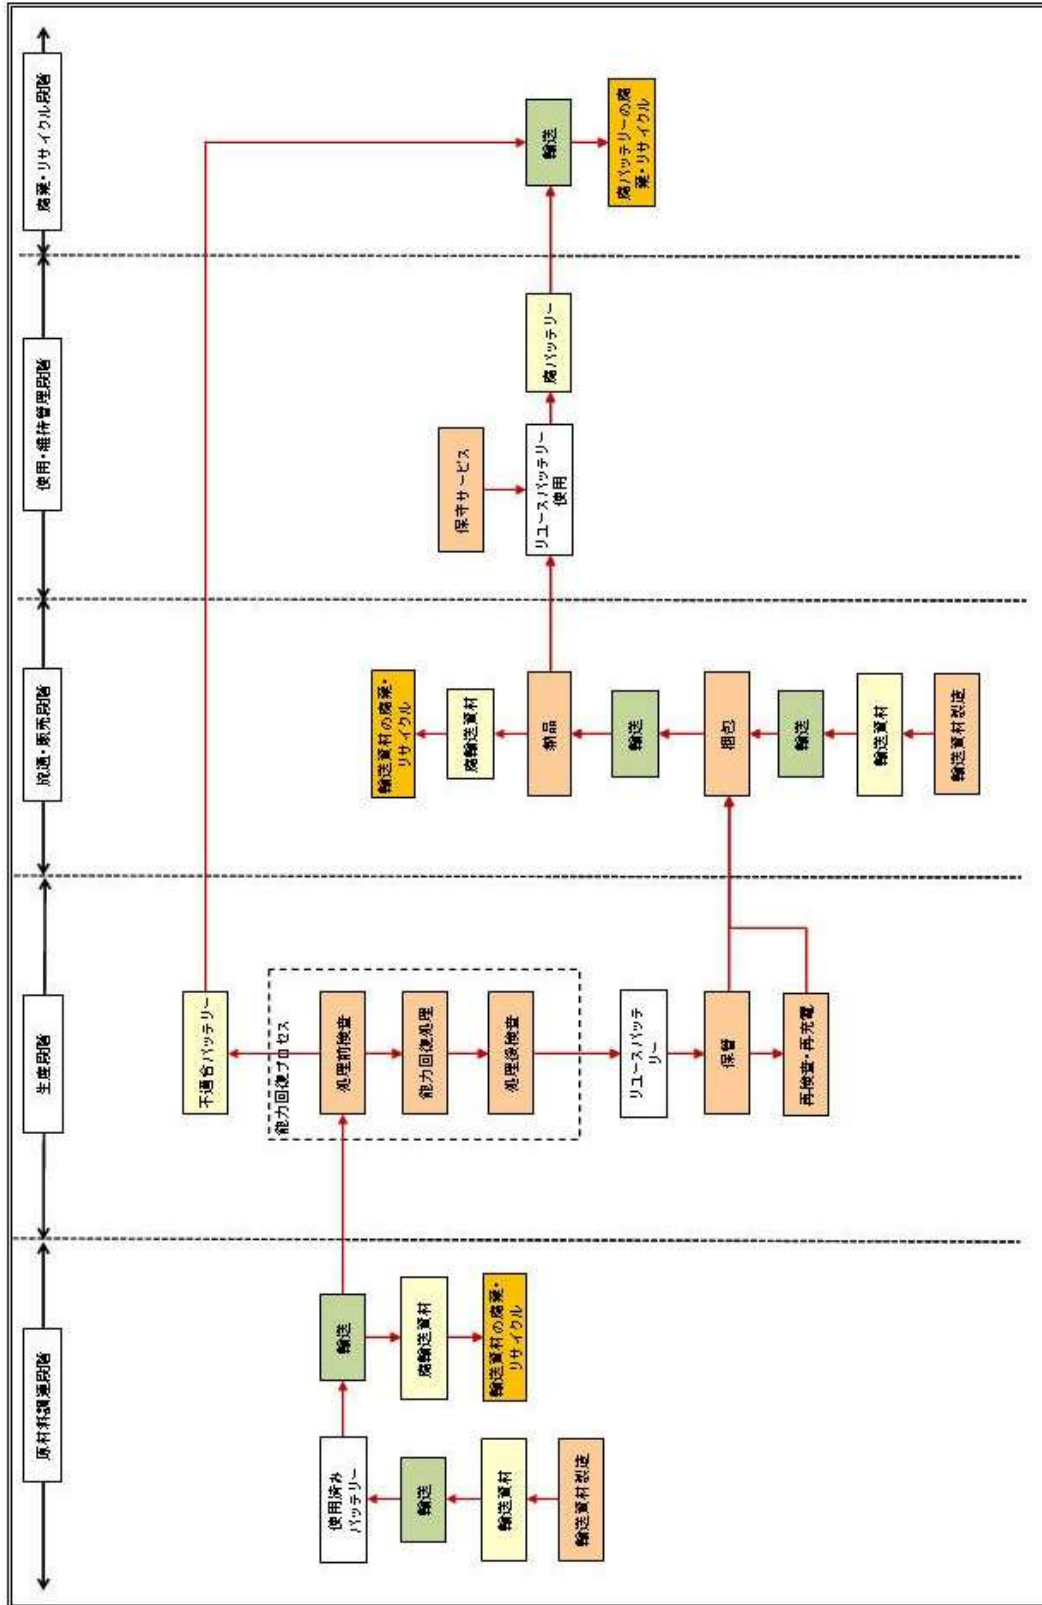 原材料調達段階
生産段階
流通・販売段階
使用・維持管理段階
廃棄・リサイクル段階
使用済み
バッテリー
輸送
輸送資材
輸送資材製造
輸送
廃輸送資材
輸送資材の廃棄・
リサイクル
不適合バッテリー
能力回復プロセス
処理前検査
能力回復処理
処理後検査
リユースバッテ
リー
保管
再検査・再充電
輸送資材の廃棄・
リサイクル
廃輸送資材
納品
輸送
梱包
輸送
輸送資材
輸送資材製造
保守サービス
リユースバッテリー
使用
廃バッテリー
輸送
廃バッテリーの廃
棄・リサイクル